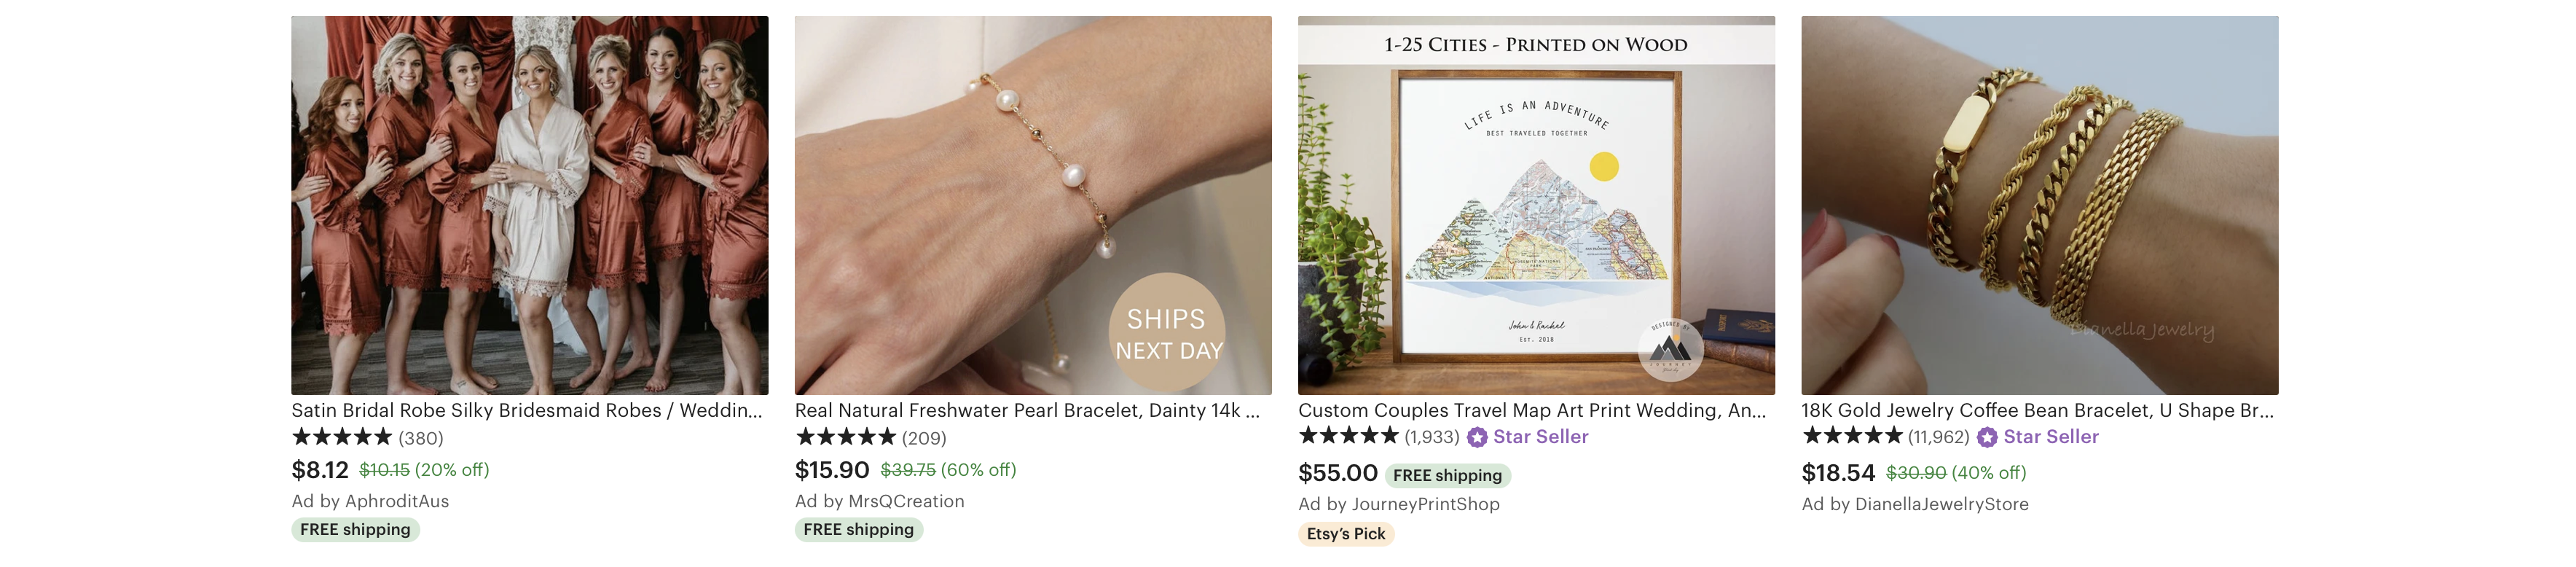 Satin Bridal Robe Silky Bridesmaid Robes / Weddin...
(380)
$8.12 $10.15 (20% off)
Ad by AphroditAus
FREE shipping
SHIPS
NEXT DAY
Real Natural Freshwater Pearl Bracelet, Dainty 14k ...
(209)
$15.90 $39.75 (60% off)
Ad by MrsQCreation
FREE shipping
1-25 Cities - Printed on Wood
LIFE IS AN ADVENTURE
BEST TRAVELED TOGETHER
John & Rachel
Est. 2018
DESIGNED BY
JOURNEY
PASSPORT
Custom Couples Travel Map Art Print Wedding, An...
(1,933) Star Seller
$55.00 FREE shipping
Ad by JourneyPrintShop
Etsy's Pick
Dianella Jewelry
18K Gold Jewelry Coffee Bean Bracelet, U Shape Br...
(11,962) Star Seller
$18.54 $30.90 (40% off)
Ad by DianellaJewelryStore